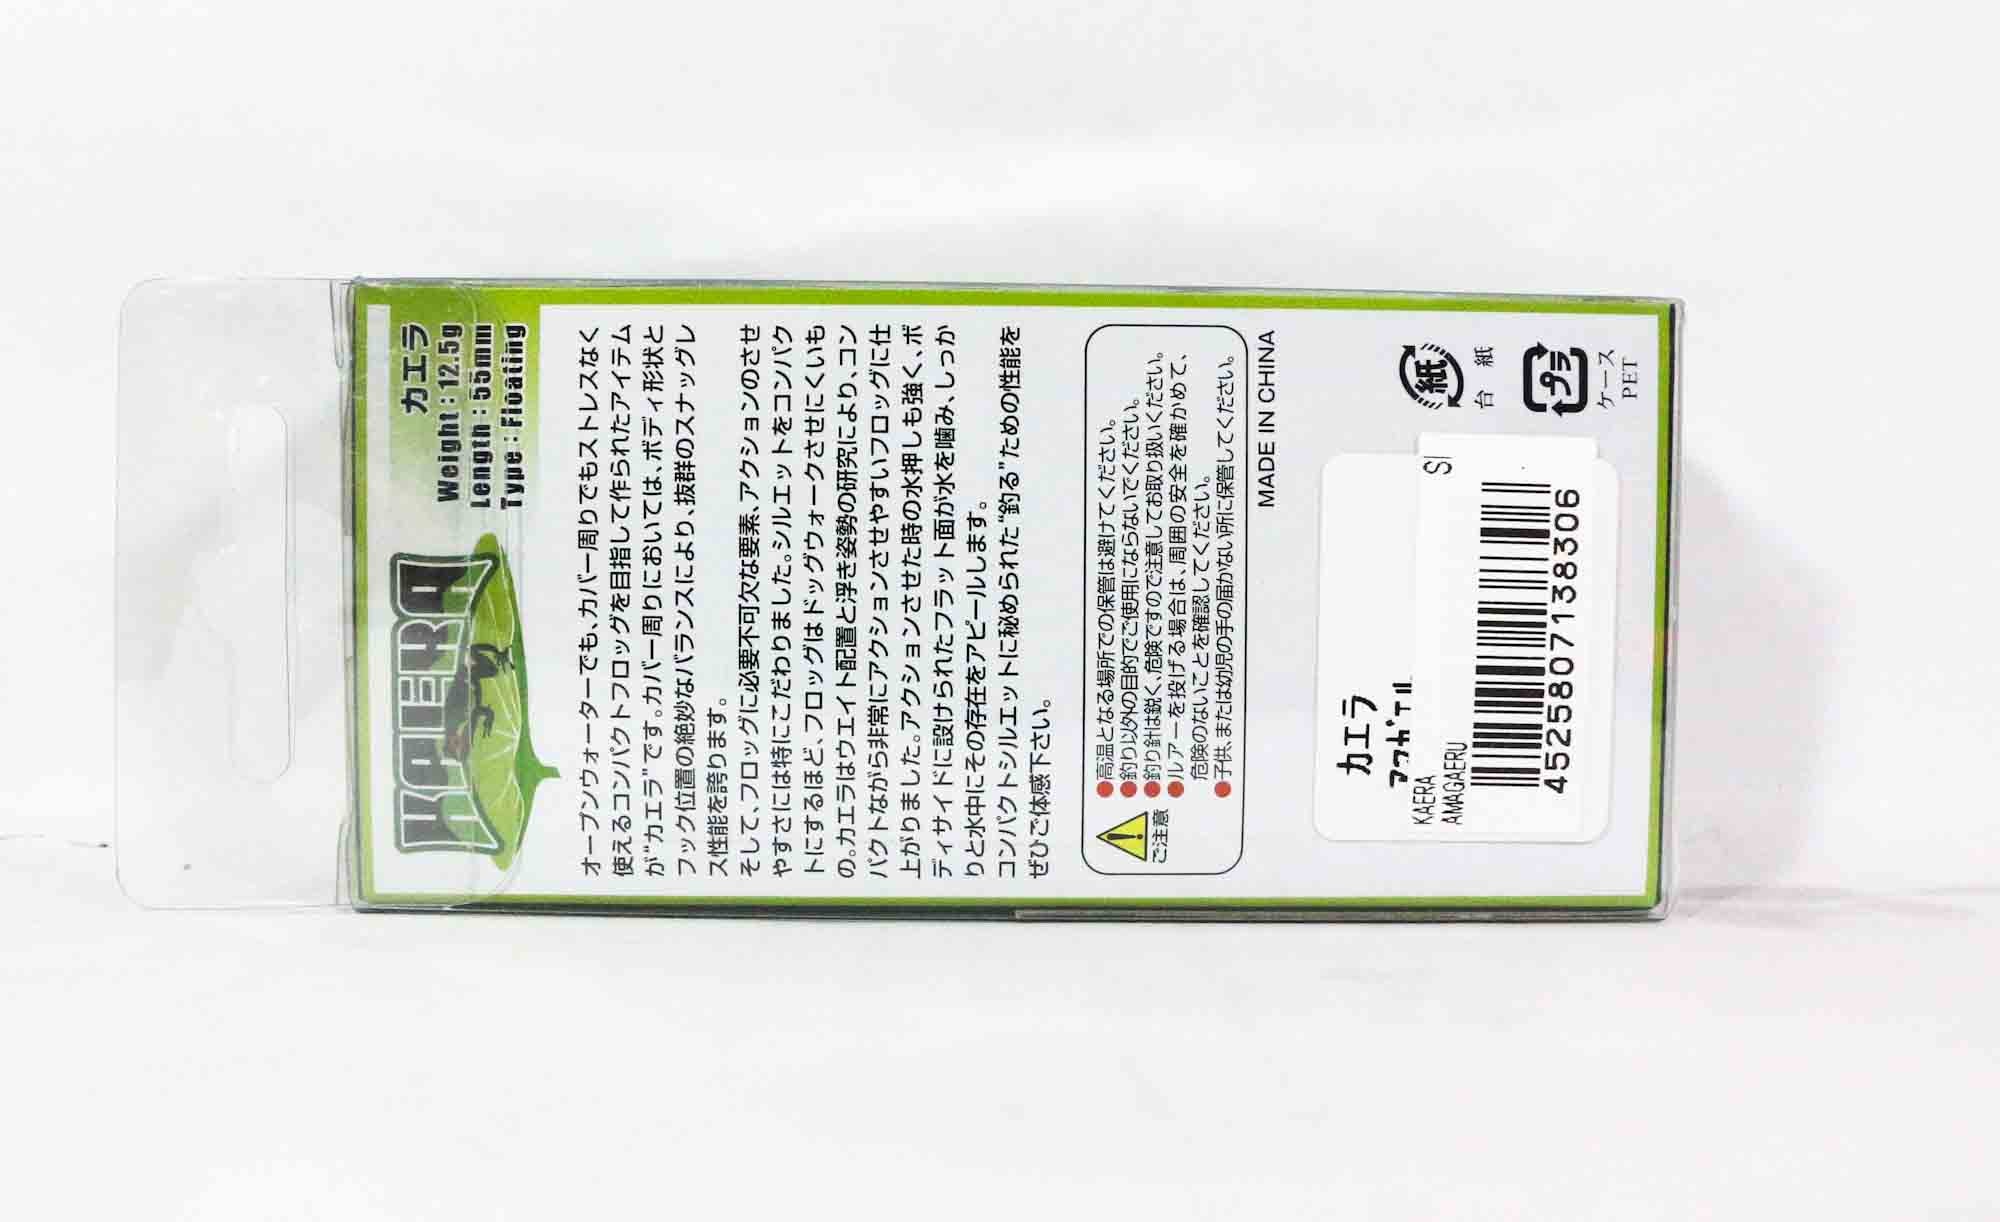 KAERA
カエラ
Weight：12.5g
Length：55mm
Type：Floating
オープンウォーターでも、カバー周りでもストレスなく
使えるコンパクトフロッグを目指して作られたアイテム
が“カエラ”です。カバー周りにおいては、ボディ形状と
フック位置の絶妙なバランスにより、抜群のスナッグレ
ス性能を誇ります。
そして、フロッグに必要不可欠な要素、アクションのさせ
やすさには特にこだわりました。シルエットをコンパク
トにするほど、フロッグはドッグウォークさせにくいも
の。カエラはウエイト配置と浮き姿勢の研究により、コン
パクトながら非常にアクションさせやすいフロッグに仕
上がりました。アクションさせた時の水押しも強く、ボ
ディサイドに設けられたフラット面が水を噛み、しっか
りと水中にその存在をアピールします。
コンパクトシルエットに秘められた“釣る”ための性能を
ぜひご体感下さい。
ご注意
●高温となる場所での保管は避けてください。
●釣り以外の目的でご使用にならないでください。
●釣り針は鋭く、危険ですので注意してお取り扱いください。
●ルアーを投げる場合は、周囲の安全を確かめて、
危険のないことを確認してください。
●子供、または幼児の手の届かない所に保管してください。
MADE IN CHINA
紙
台紙
プラ
ケース
PET
カエラ
KAERA
AMAGAERU
4525807138306